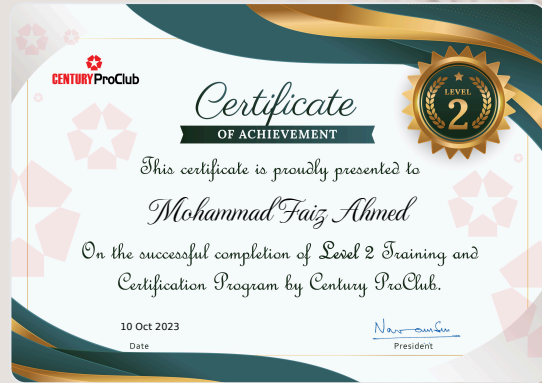 CENTURY ProClub
Certificate
OF ACHIEVEMENT
LEVEL
2
This certificate is proudly presented to
Mohammad Faiz Ahmed
On the successful completion of Level 2 Training and
Certification Program by Century ProClub.
10 Oct 2023
Date
President